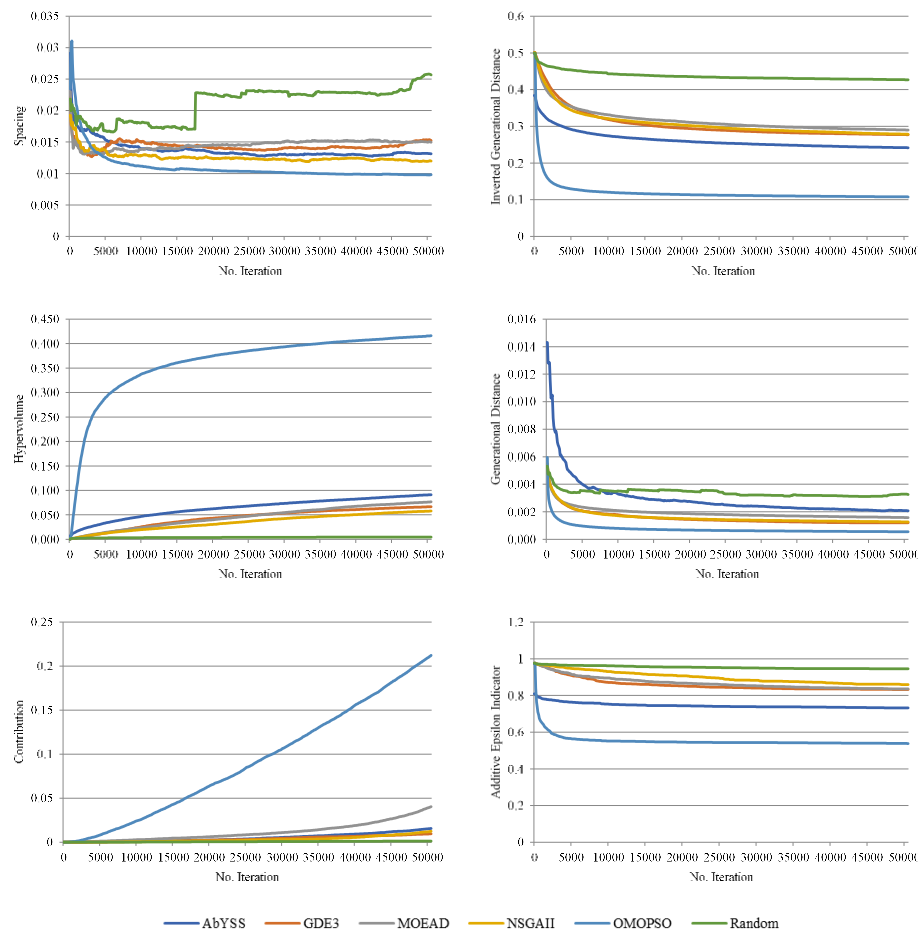 0.035
0.03
0.025
0.02
0.015
0.01
0.005
0
Spacing
0 5000 10000 15000 20000 25000 30000 35000 40000 45000 50000
No. Iteration
0.6
0.5
0.4
0.3
0.2
0.1
0
Inverted Generational Distance
0 5000 10000 15000 20000 25000 30000 35000 40000 45000 50000
No. Iteration
0.450
0.400
0.350
0.300
0.250
0.200
0.150
0.100
0.050
0.000
Hypervolume
0 5000 10000 15000 20000 25000 30000 35000 40000 45000 50000
No. Iteration
0.016
0.014
0.012
0.010
0.008
0.006
0.004
0.002
0.000
Generational Distance
0 5000 10000 15000 20000 25000 30000 35000 40000 45000 50000
No. Iteration
0.25
0.2
0.15
0.1
0.05
0
Contribution
0 5000 10000 15000 20000 25000 30000 35000 40000 45000 50000
No. Iteration
1.2
1
0.8
0.6
0.4
0.2
0
Additive Epsilon Indicator
0 5000 10000 15000 20000 25000 30000 35000 40000 45000 50000
No. Iteration
AbYSS GDE3 MOEAD NSGAII OMOPSO Random